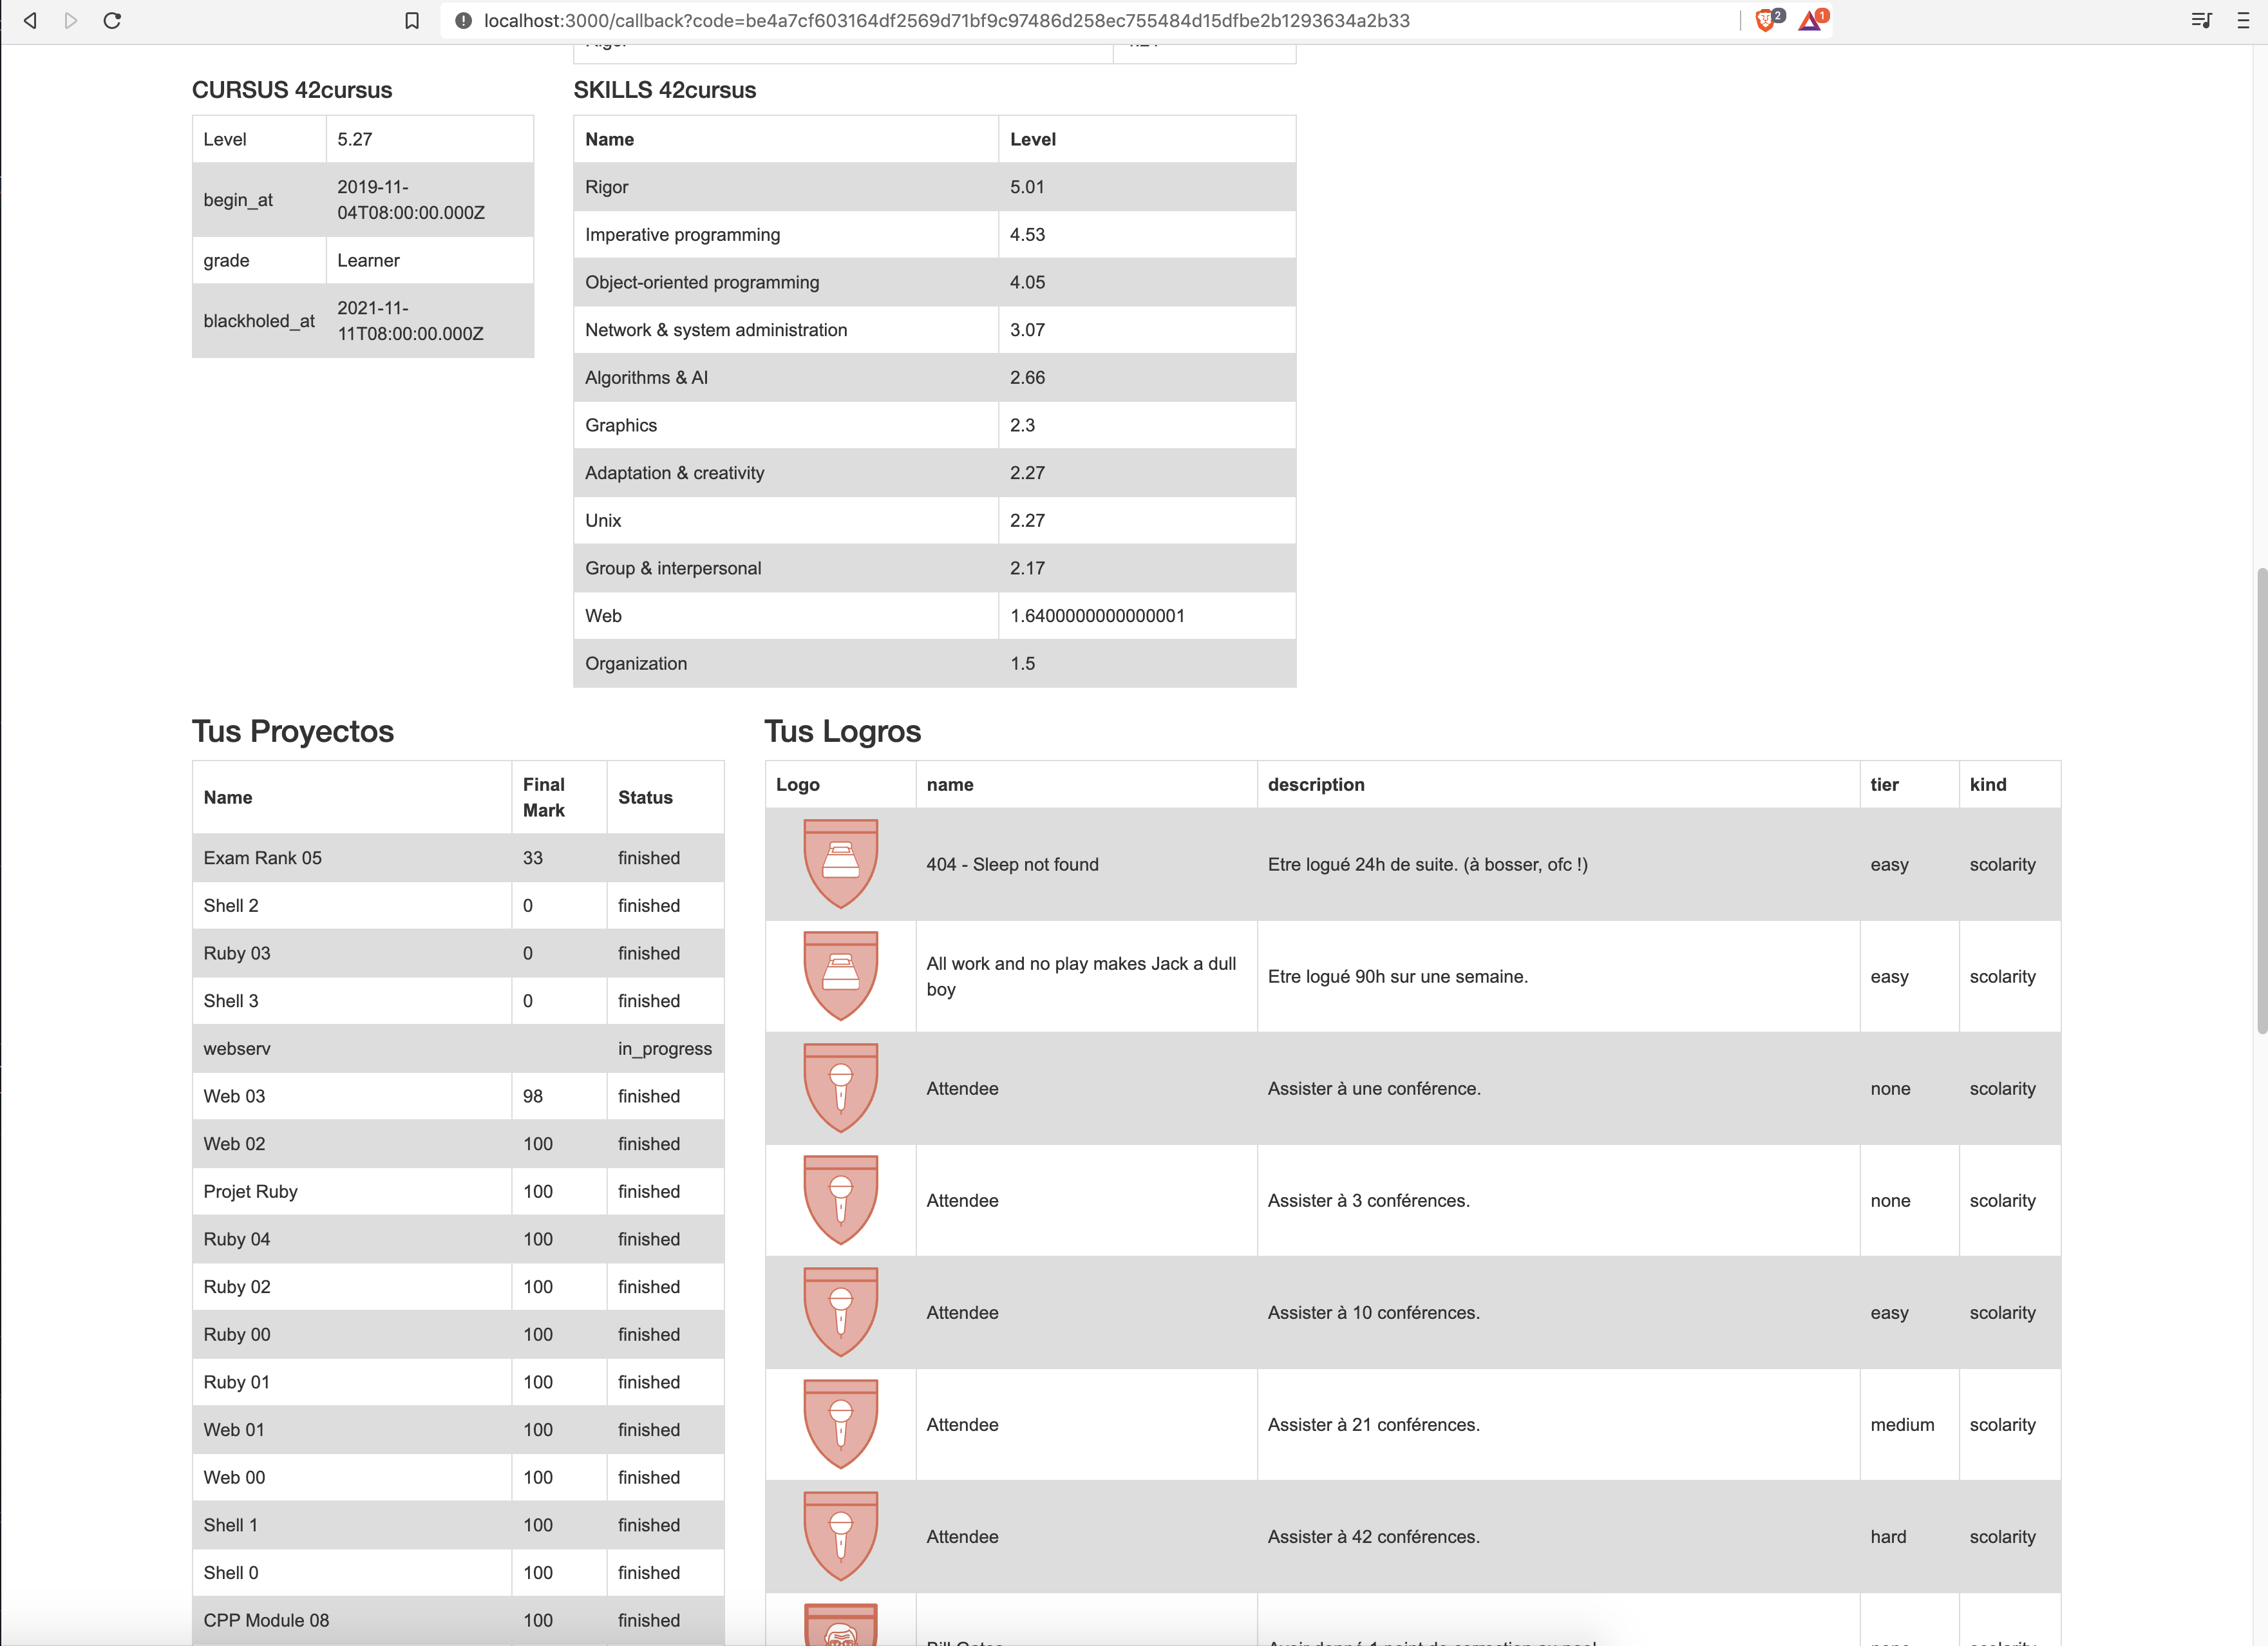 localhost:3000/callback?code=be4a7cf603164df2569d71bf9c97486d258ec755484d15dfbe2b1293634a2b33
2
1
CURSUS 42cursus
Level 5.27
begin_at 2019-11-
04T08:00:00.000Z
grade Learner
blackholed_at 2021-11-
11T08:00:00.000Z
SKILLS 42cursus
Name Level
Rigor 5.01
Imperative programming 4.53
Object-oriented programming 4.05
Network & system administration 3.07
Algorithms & AI 2.66
Graphics 2.3
Adaptation & creativity 2.27
Unix 2.27
Group & interpersonal 2.17
Web 1.6400000000000001
Organization 1.5
Tus Proyectos
Name Final Mark Status
Exam Rank 05 33 finished
Shell 2 0 finished
Ruby 03 0 finished
Shell 3 0 finished
webserv in_progress
Web 03 98 finished
Web 02 100 finished
Projet Ruby 100 finished
Ruby 04 100 finished
Ruby 02 100 finished
Ruby 00 100 finished
Ruby 01 100 finished
Web 01 100 finished
Web 00 100 finished
Shell 1 100 finished
Shell 0 100 finished
CPP Module 08 100 finished
Tus Logros
Logo name description tier kind
404 - Sleep not found Etre logué 24h de suite. (à bosser, ofc !) easy scolarity
All work and no play makes Jack a dull
boy Etre logué 90h sur une semaine. easy scolarity
Attendee Assister à une conférence. none scolarity
Attendee Assister à 3 conférences. none scolarity
Attendee Assister à 10 conférences. easy scolarity
Attendee Assister à 21 conférences. medium scolarity
Attendee Assister à 42 conférences. hard scolarity